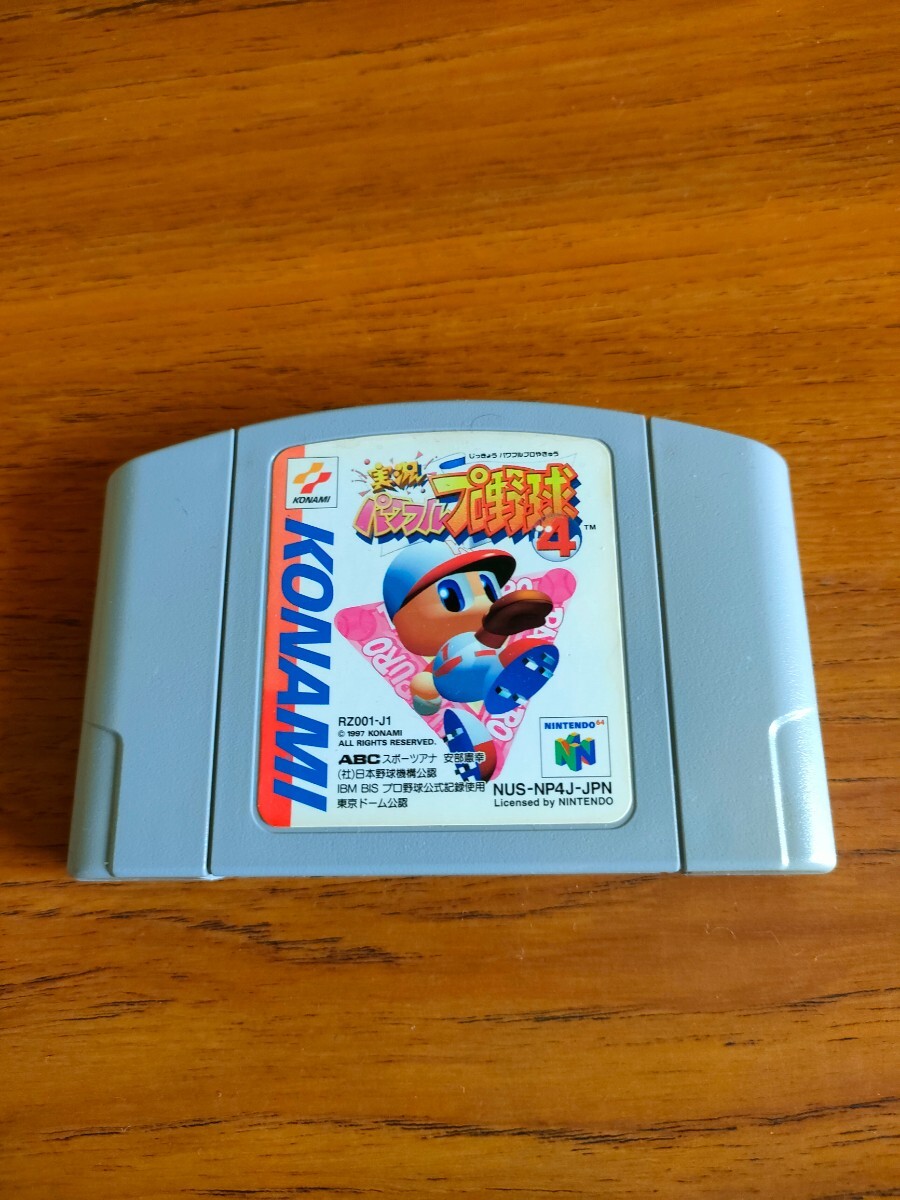 じっきょう パワフルプロやきゅう
実況
パワフル
プロ野球
4 ™
KONAMI
KONAMI
PURO
RZ001-J1
© 1997 KONAMI
ALL RIGHTS RESERVED.
ABC スポーツアナ 安部憲幸
(社)日本野球機構公認
IBM BIS プロ野球公式記録使用
東京ドーム公認
NINTENDO 64
NUS-NP4J-JPN
Licensed by NINTENDO